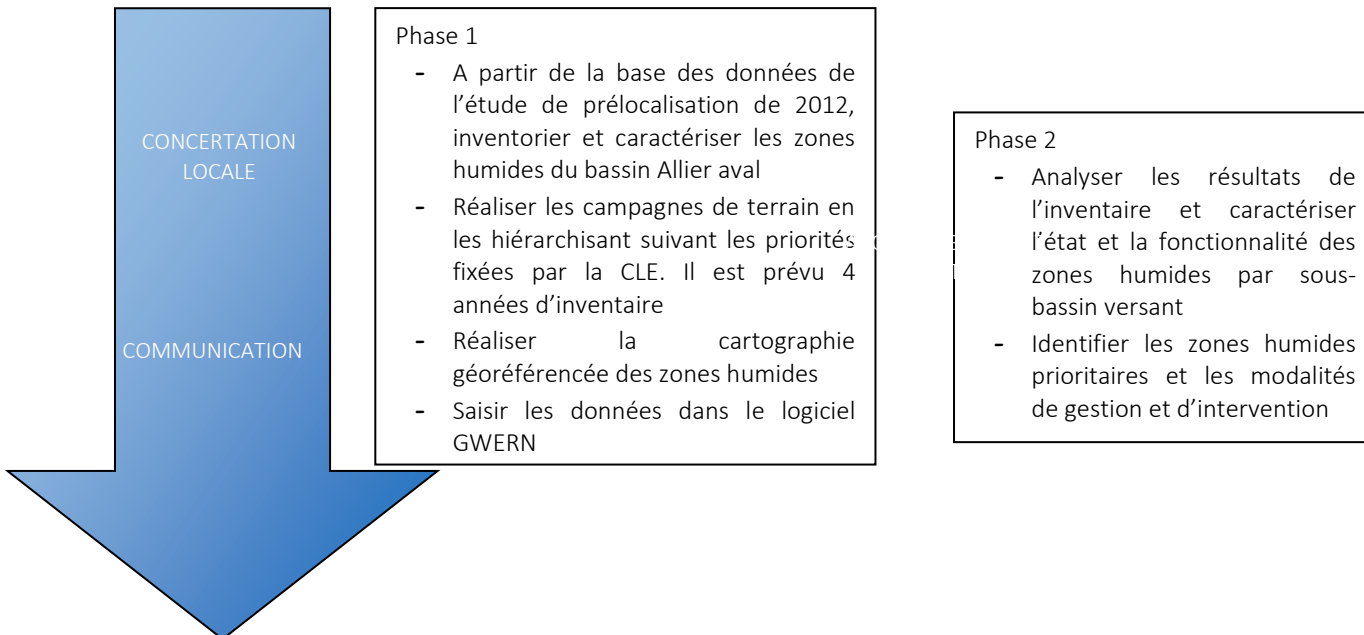 CONCERTATION
LOCALE
COMMUNICATION
Phase 1
- A partir de la base des données de
l’étude de prélocalisation de 2012,
inventorier et caractériser les zones
humides du bassin Allier aval
- Réaliser les campagnes de terrain en
les hiérarchisant suivant les priorités
fixées par la CLE. Il est prévu 4
années d’inventaire
- Réaliser la cartographie
géoréférencée des zones humides
- Saisir les données dans le logiciel
GWERN
Phase 2
- Analyser les résultats de
l’inventaire et caractériser
l’état et la fonctionnalité des
zones humides par sous-
bassin versant
- Identifier les zones humides
prioritaires et les modalités
de gestion et d’intervention